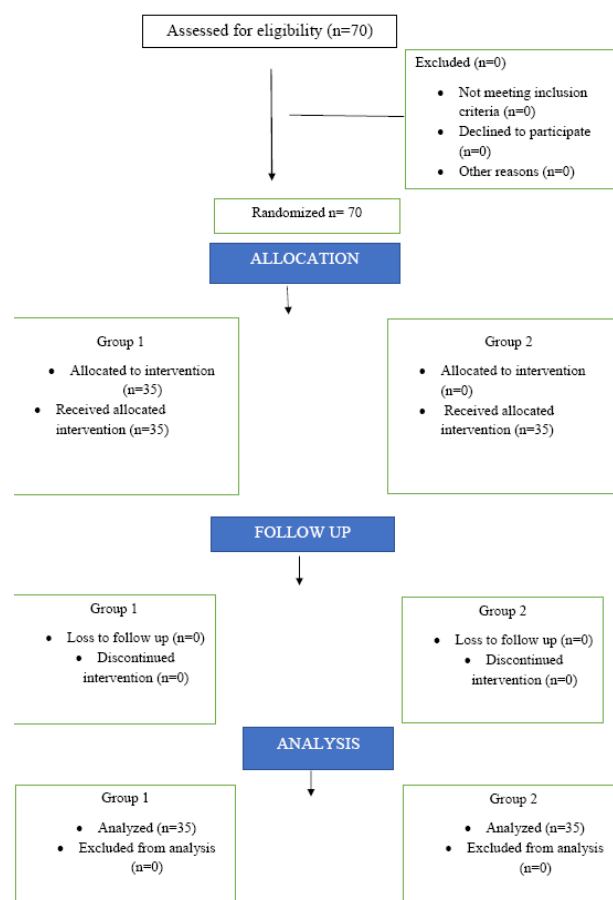 Assessed for eligibility (n=70)
Excluded (n=0)
• Not meeting inclusion
criteria (n=0)
• Declined to participate
(n=0)
• Other reasons (n=0)
Randomized n= 70
ALLOCATION
Group 1
• Allocated to intervention
(n=35)
• Received allocated
intervention (n=35)
Group 2
• Allocated to intervention
(n=0)
• Received allocated
intervention (n=35)
FOLLOW UP
Group 1
• Loss to follow up (n=0)
• Discontinued
intervention (n=0)
Group 2
• Loss to follow up (n=0)
• Discontinued
intervention (n=0)
ANALYSIS
Group 1
• Analyzed (n=35)
• Excluded from analysis
(n=0)
Group 2
• Analyzed (n=35)
• Excluded from analysis
(n=0)